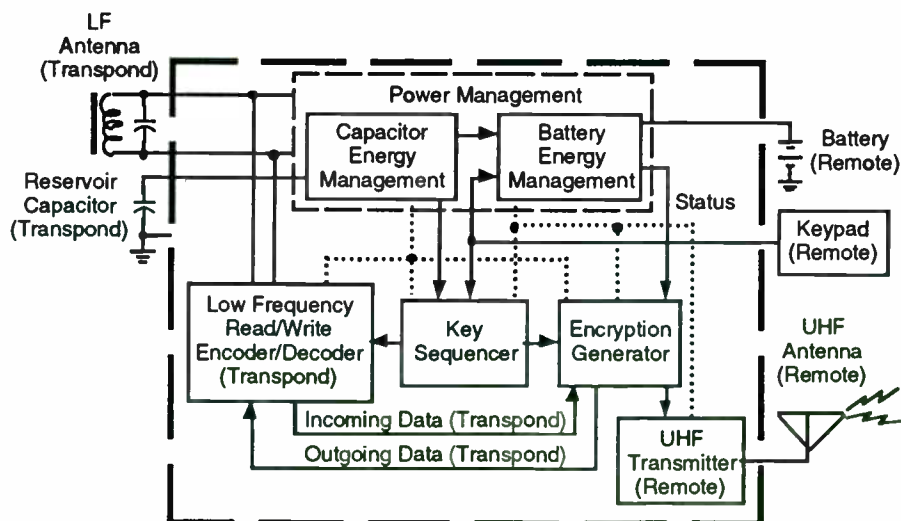 LF
Antenna
(Transpond)
Power Management
Capacitor
Energy
Management
Battery
Energy
Management
Battery
(Remote)
Reservoir
Capacitor
(Transpond)
Status
Keypad
(Remote)
Low Frequency
Read/Write
Encoder/Decoder
(Transpond)
Key
Sequencer
Encryption
Generator
UHF
Antenna
(Remote)
Incoming Data (Transpond)
Outgoing Data (Transpond)
UHF
Transmitter
(Remote)